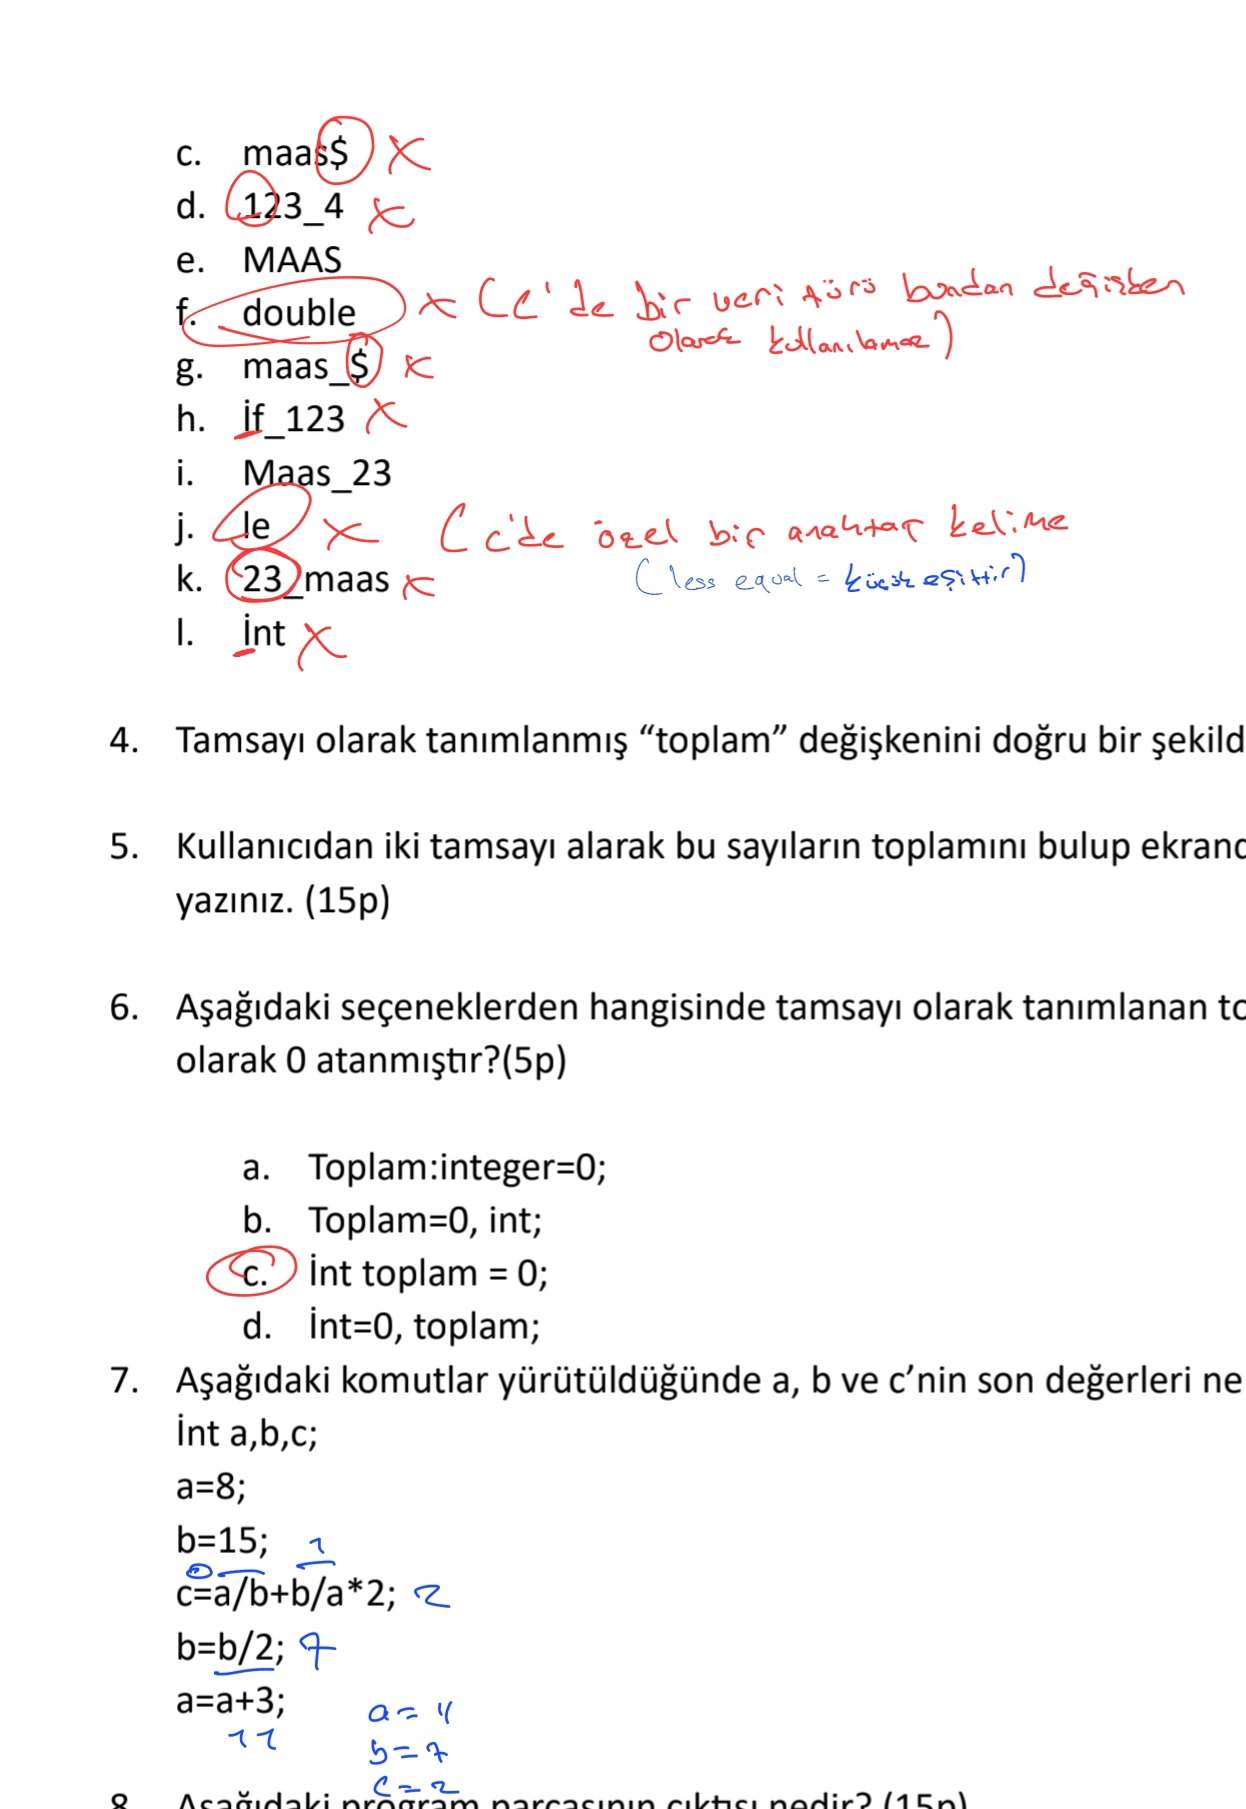 c. maas$ X
d. 123_4 X
e. MAAS
f. double X (C'de bir veri türü bundan değişken
olarak kullanılamaz)
g. maas_$ X
h. İf_123 X
i. Maas_23
j. le X (C'de özel bir anahtar kelime
(less equal = küçük eşittir)
k. 23_maas X
l. İnt X
4. Tamsayı olarak tanımlanmış “toplam” değişkenini doğru bir şekild
5. Kullanıcıdan iki tamsayı alarak bu sayıların toplamını bulup ekranc
yazınız. (15p)
6. Aşağıdaki seçeneklerden hangisinde tamsayı olarak tanımlanan to
olarak 0 atanmıştır?(5p)
a. Toplam:integer=0;
b. Toplam=0, int;
c. İnt toplam = 0;
d. İnt=0, toplam;
7. Aşağıdaki komutlar yürütüldüğünde a, b ve c’nin son değerleri ne
İnt a,b,c;
a=8;
b=15;
0 1
c=a/b+b/a*2; 2
b=b/2; 7
a=a+3;
11
a = 11
b = 7
c = 2
8. Aşağıdaki program parçasının çıktısı nedir? (15p)